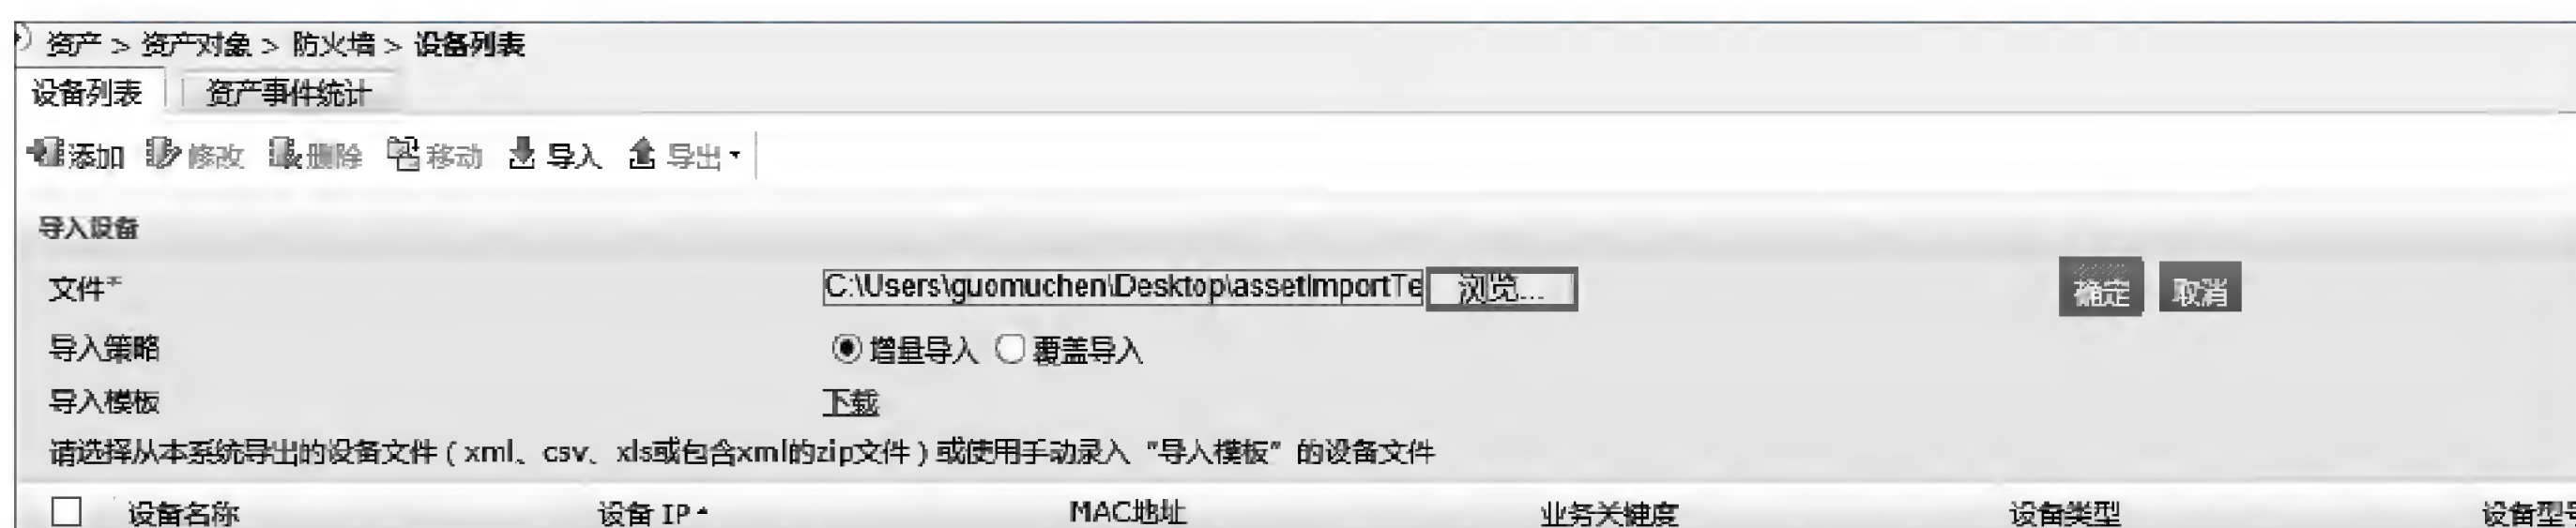 资产 > 资产对象 > 防火墙 > 设备列表
设备列表 资产事件统计
添加 修改 删除 移动 导入 导出
导入设备
文件* C:\Users\guomuchen\Desktop\assetImportTe 浏览... 确定 取消
导入策略 增量导入 覆盖导入
导入模板 下载
请选择从本系统导出的设备文件 ( xml、csv、xls或包含xml的zip文件 ) 或使用手动录入 “导入模板” 的设备文件
设备名称 设备 IP MAC地址 业务关键度 设备类型 设备型号